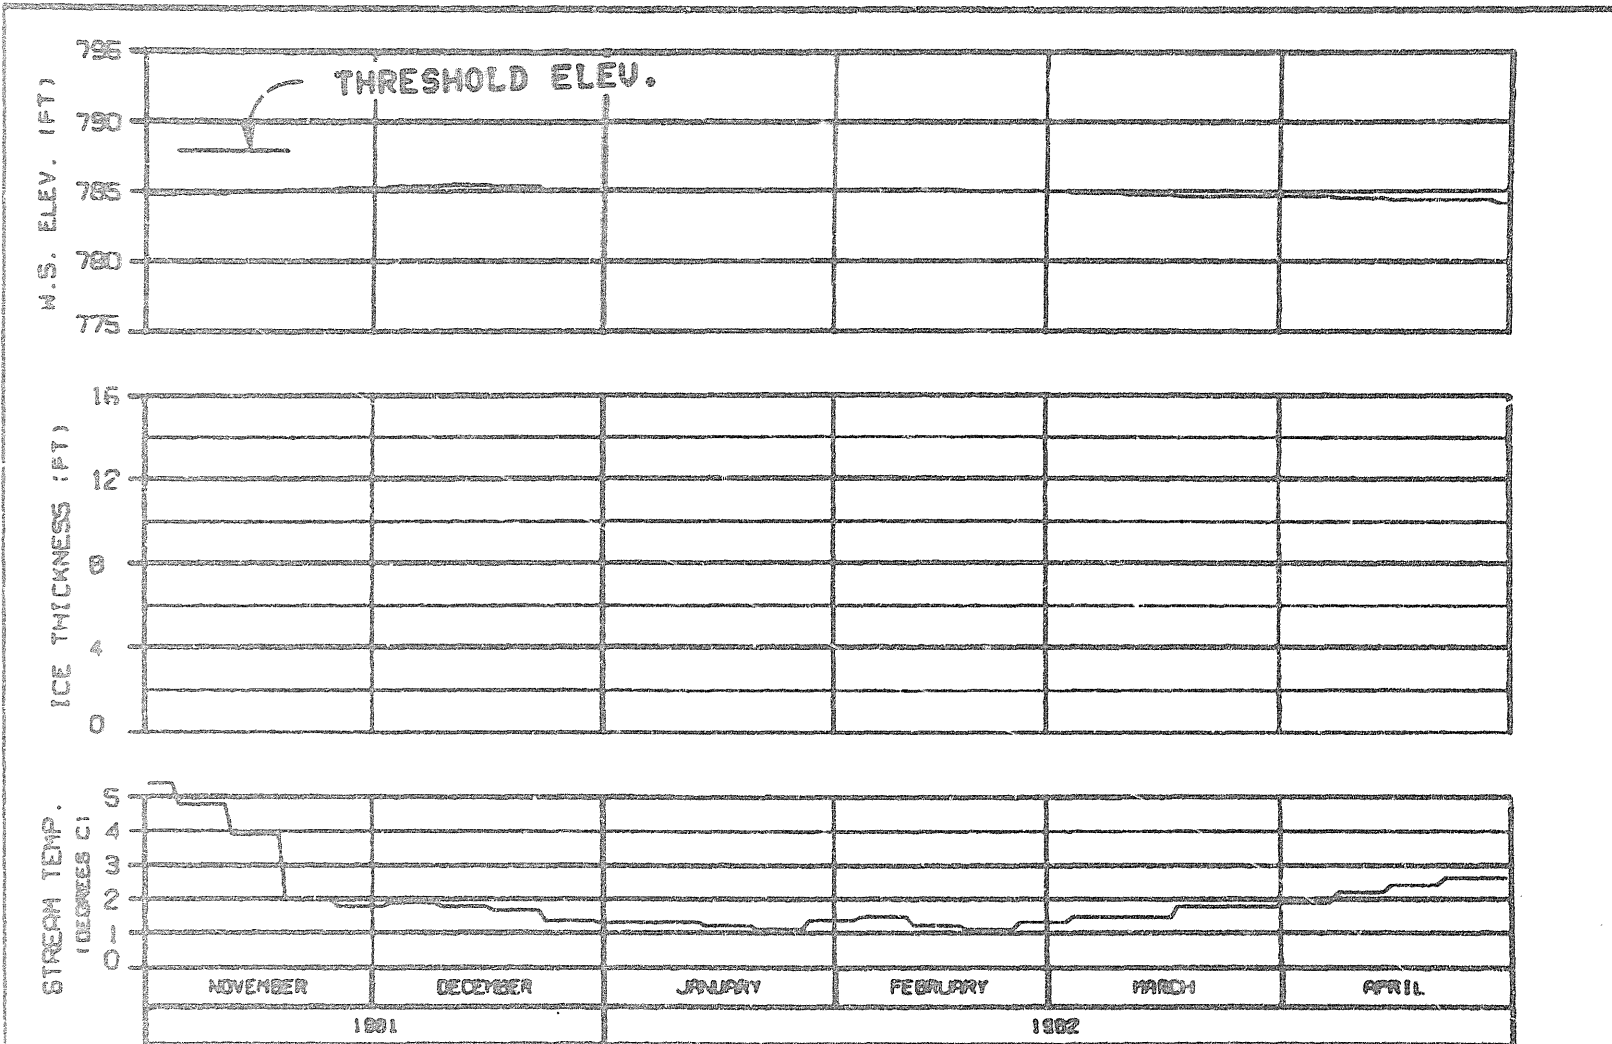 THRESHOLD ELEV.
W.S. ELEV. (FT)
795
790
785
780
775
ICE THICKNESS (FT)
16
12
8
4
0
STREAM TEMP.
(DEGREES C)
5
4
3
2
1
0
NOVEMBER
DECEMBER
JANUARY
FEBRUARY
MARCH
APRIL
1981
1982